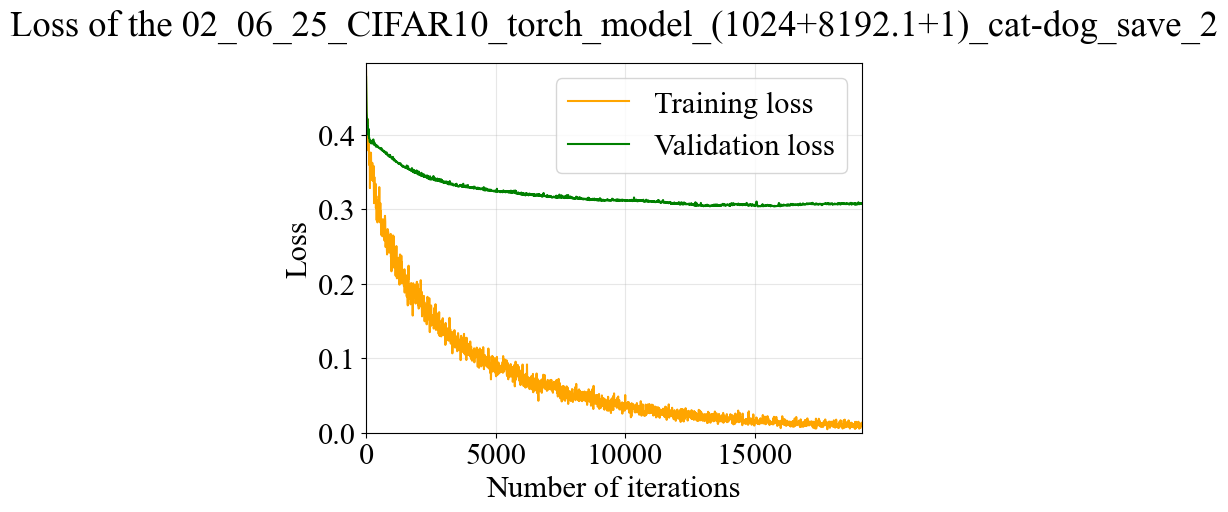 Loss of the 02_06_25_CIFAR10_torch_model_(1024+8192.1+1)_cat-dog_save_2
Training loss
Validation loss
0.4
0.3
0.2
0.1
0.0
Loss
0 5000 10000 15000
Number of iterations